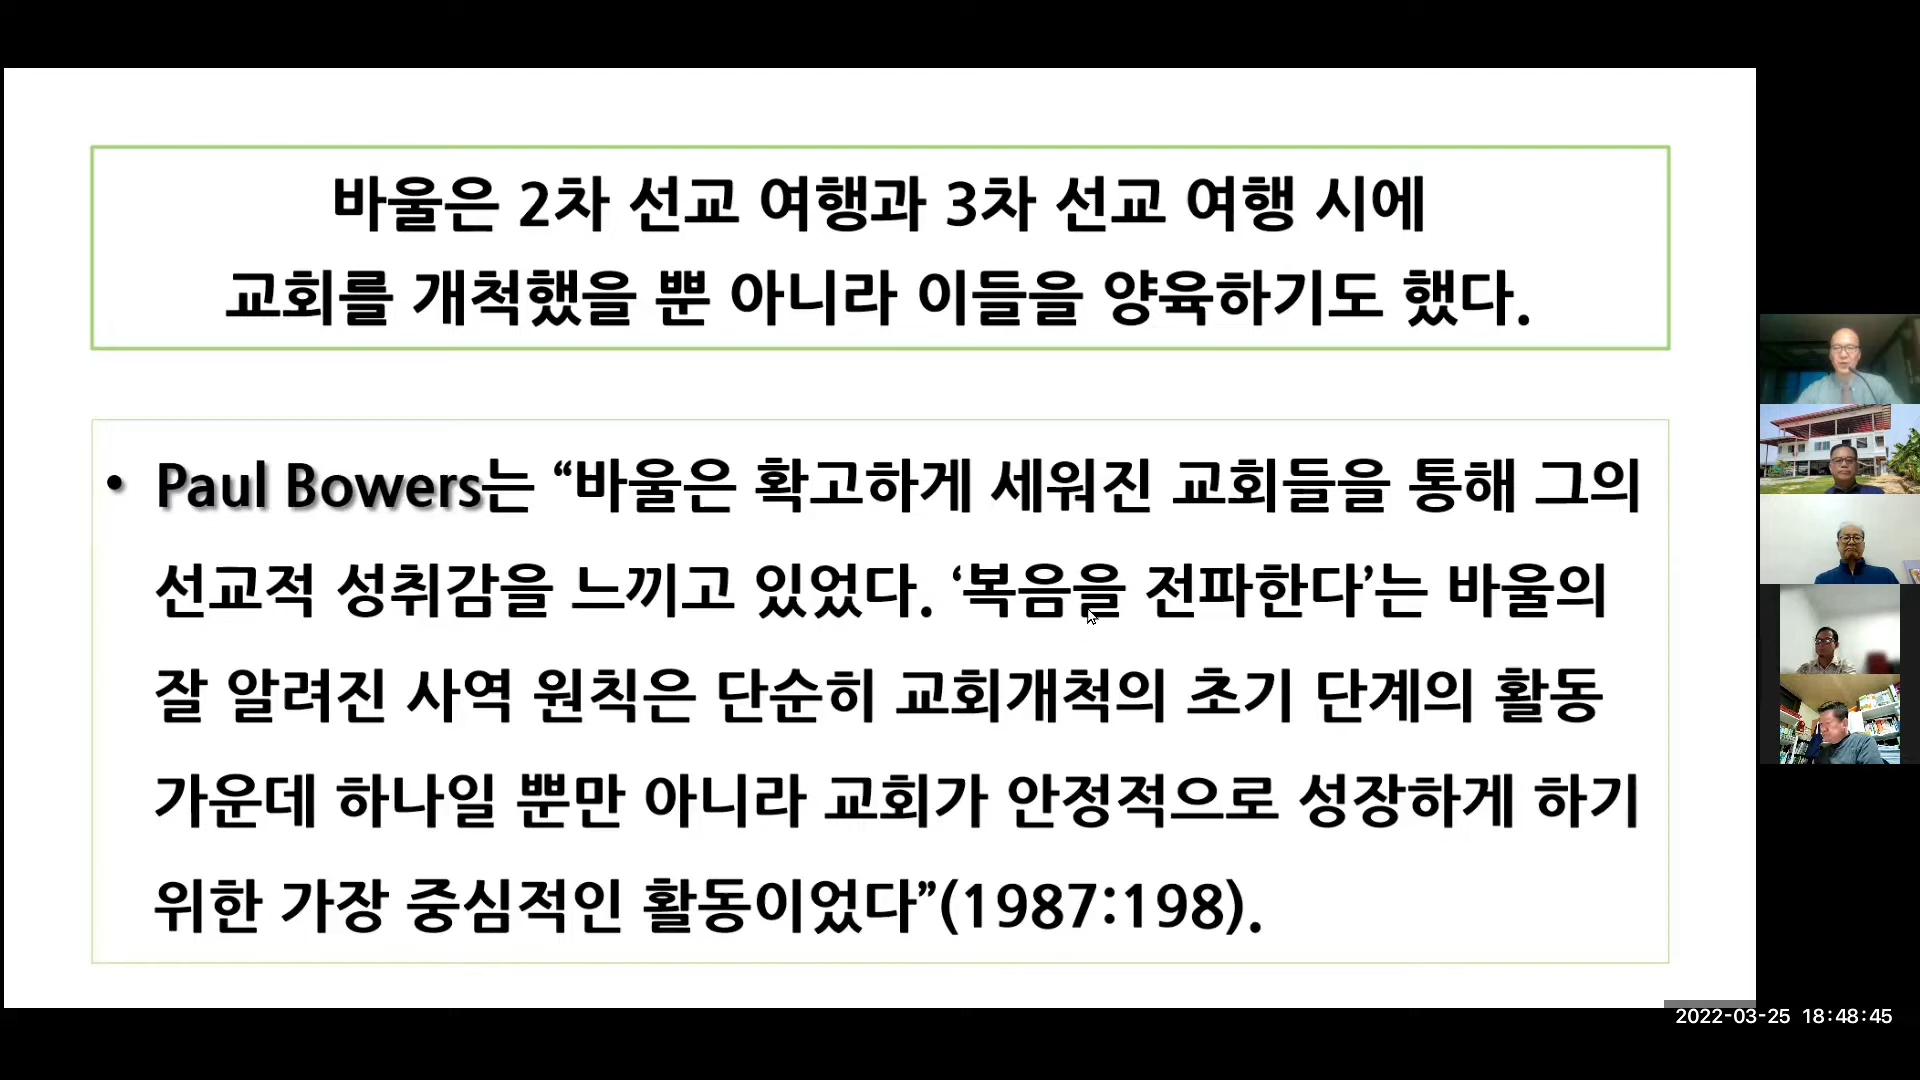 바울은 2차 선교 여행과 3차 선교 여행 시에
교회를 개척했을 뿐 아니라 이들을 양육하기도 했다.
• Paul Bowers는 “바울은 확고하게 세워진 교회들을 통해 그의
선교적 성취감을 느끼고 있었다. ‘복음을 전파한다’는 바울의
잘 알려진 사역 원칙은 단순히 교회개척의 초기 단계의 활동
가운데 하나일 뿐만 아니라 교회가 안정적으로 성장하게 하기
위한 가장 중심적인 활동이었다”(1987:198).
2022-03-25 18:48:45